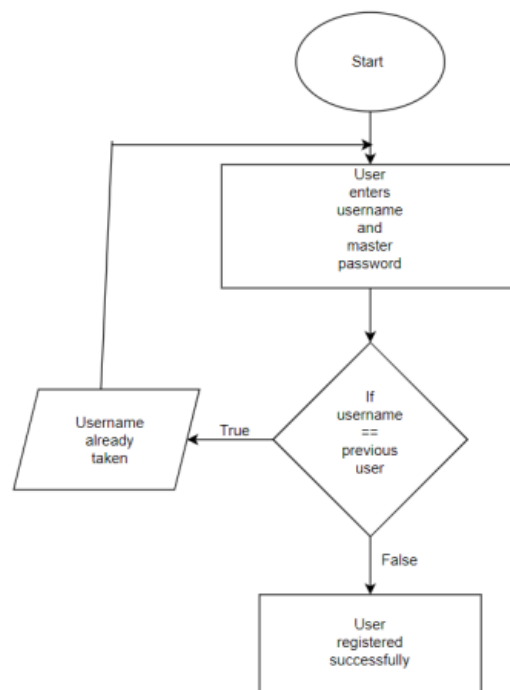 Start
User
enters
username
and
master
password
If
username
==
previous
user
True
Username
already
taken
False
User
registered
successfully